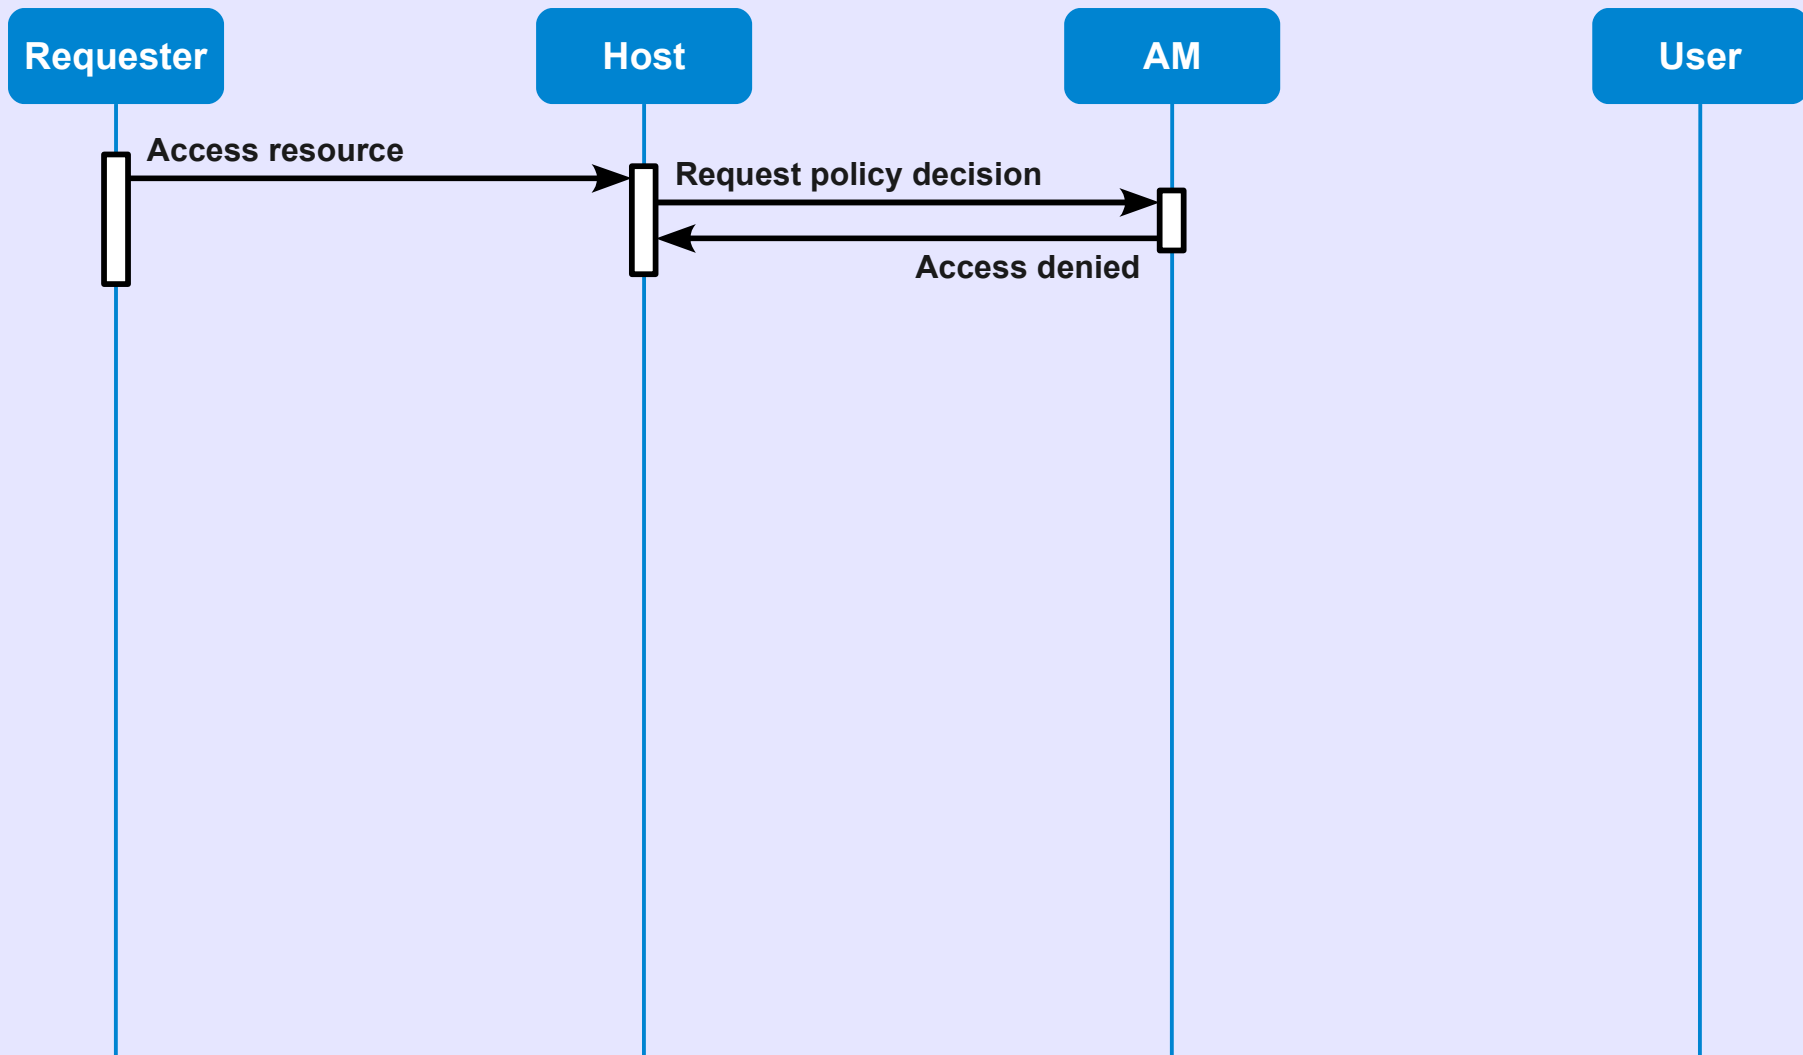 Requester
Host
AM
User
Access resource
Request policy decision
Access denied